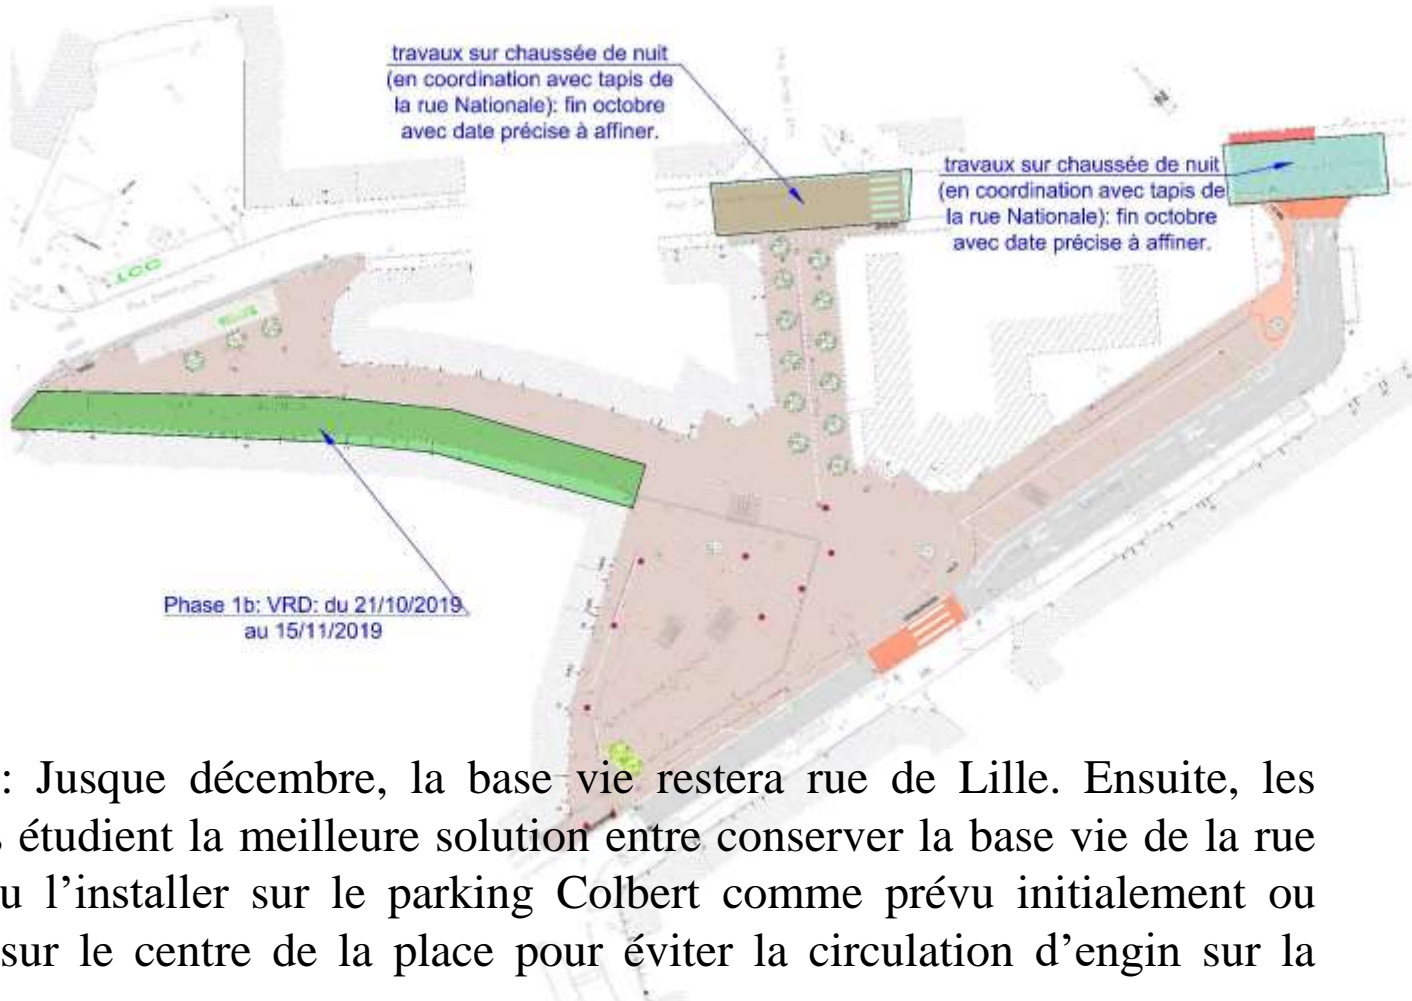 travaux sur chaussée de nuit
(en coordination avec tapis de
la rue Nationale): fin octobre
avec date précise à affiner.
travaux sur chaussée de nuit
(en coordination avec tapis de
la rue Nationale): fin octobre
avec date précise à affiner.
N
Phase 1b: VRD: du 21/10/2019
au 15/11/2019
: Jusque décembre, la base vie restera rue de Lille. Ensuite, les
étudient la meilleure solution entre conserver la base vie de la rue
l’installer sur le parking Colbert comme prévu initialement ou
sur le centre de la place pour éviter la circulation d’engin sur la